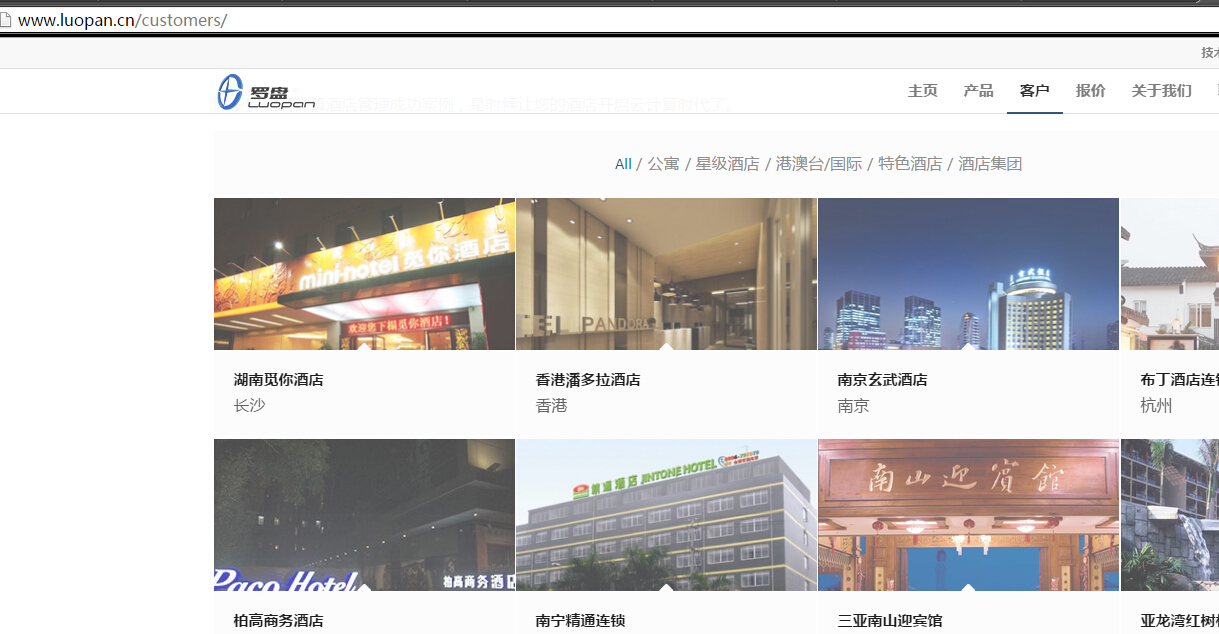 www.luopan.cn/customers/
技术
罗盘
Luopan
酒店管理成功案例，是时候让您的酒店开启云计算时代了。
主页 产品 客户 报价 关于我们
All / 公寓 / 星级酒店 / 港澳台/国际 / 特色酒店 / 酒店集团
mini-hotel 觅你酒店
欢迎您下榻觅你酒店!
TEL PANDORA
玄武饭店
湖南觅你酒店
香港潘多拉酒店
南京玄武酒店
布丁酒店连锁
长沙
香港
南京
杭州
Paco Hotel
柏高商务酒店
精通酒店 JINTONE HOTEL
南山迎賓館
柏高商务酒店
南宁精通连锁
三亚南山迎宾馆
亚龙湾红树林